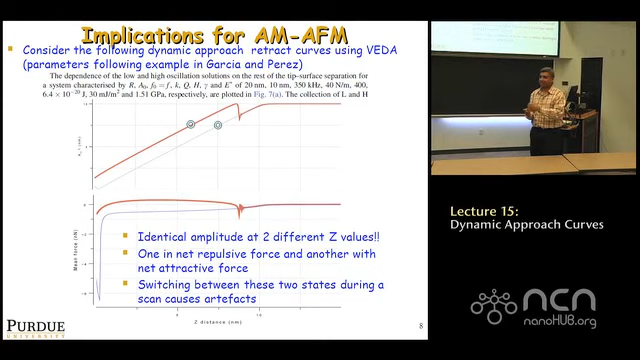 Implications for AM-AFM
Consider the following dynamic approach retract curves using VEDA
(parameters following example in Garcia and Perez)
The dependence of the low and high oscillation solutions on the rest of the tip–surface separation for
a system characterised by R, A₀, f₀ = f, k, Q, H, γ and E* of 20 nm, 10 nm, 350 kHz, 40 N/m, 400,
6.4 × 10⁻²⁰ J, 30 mJ/m² and 1.51 GPa, respectively, are plotted in Fig. 7(a). The collection of L and H
Mean force (nN)
Identical amplitude at 2 different Z values!!
One in net repulsive force and another with
net attractive force
Switching between these two states during a
scan causes artefacts
Z distance (nm)
PURDUE
UNIVERSITY
8
Lecture 15:
Dynamic Approach Curves
ncn
nanoHUB.org